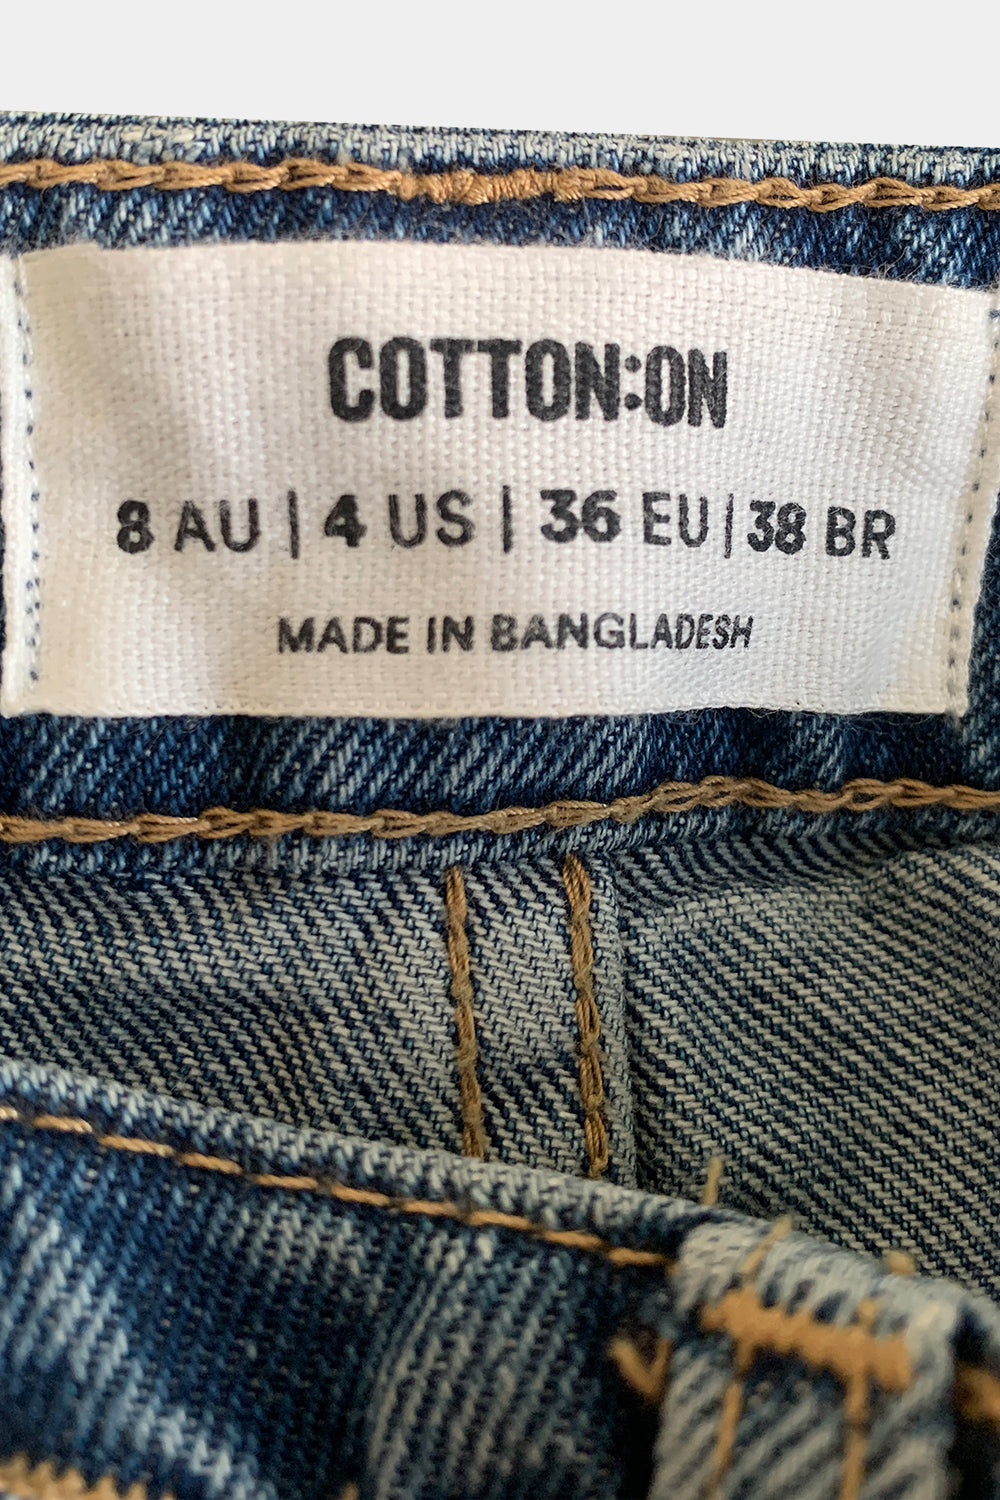 COTTON:ON
8 AU | 4 US | 36 EU | 38 BR
MADE IN BANGLADESH